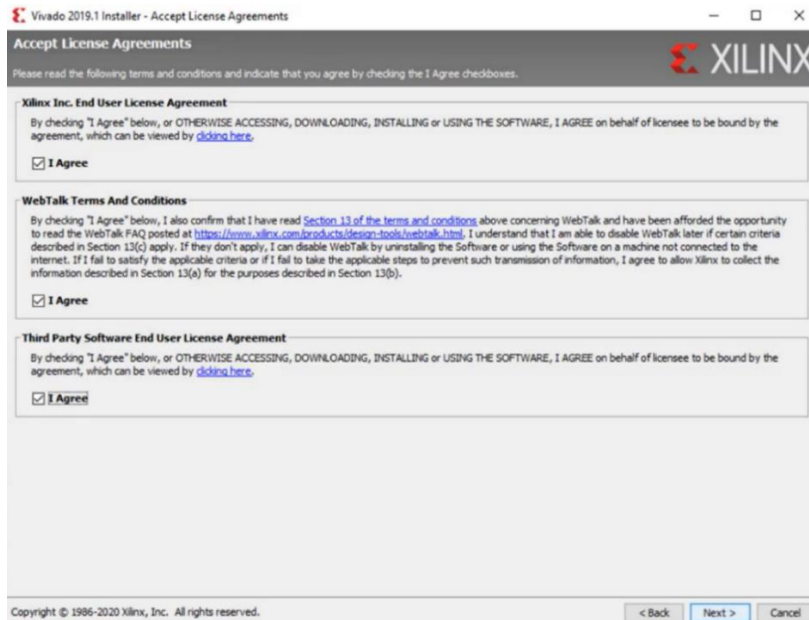 Vivado 2019.1 Installer - Accept License Agreements
Accept License Agreements
Please read the following terms and conditions and indicate that you agree by checking the I Agree checkboxes.
XILINX
Xilinx Inc. End User License Agreement
By checking "I Agree" below, or OTHERWISE ACCESSING, DOWNLOADING, INSTALLING or USING THE SOFTWARE, I AGREE on behalf of licensee to be bound by the
agreement, which can be viewed by clicking here.
I Agree
WebTalk Terms And Conditions
By checking "I Agree" below, I also confirm that I have read Section 13 of the terms and conditions above concerning WebTalk and have been afforded the opportunity
to read the WebTalk FAQ posted at https://www.xilinx.com/products/design-tools/webtalk.html. I understand that I am able to disable WebTalk later if certain criteria
described in Section 13(c) apply. If they don't apply, I can disable WebTalk by uninstalling the Software or using the Software on a machine not connected to the
internet. If I fail to satisfy the applicable criteria or if I fail to take the applicable steps to prevent such transmission of information, I agree to allow Xilinx to collect the
information described in Section 13(a) for the purposes described in Section 13(b).
I Agree
Third Party Software End User License Agreement
By checking "I Agree" below, or OTHERWISE ACCESSING, DOWNLOADING, INSTALLING or USING THE SOFTWARE, I AGREE on behalf of licensee to be bound by the
agreement, which can be viewed by clicking here.
I Agree
Copyright © 1986-2020 Xilinx, Inc. All rights reserved.
< Back Next > Cancel